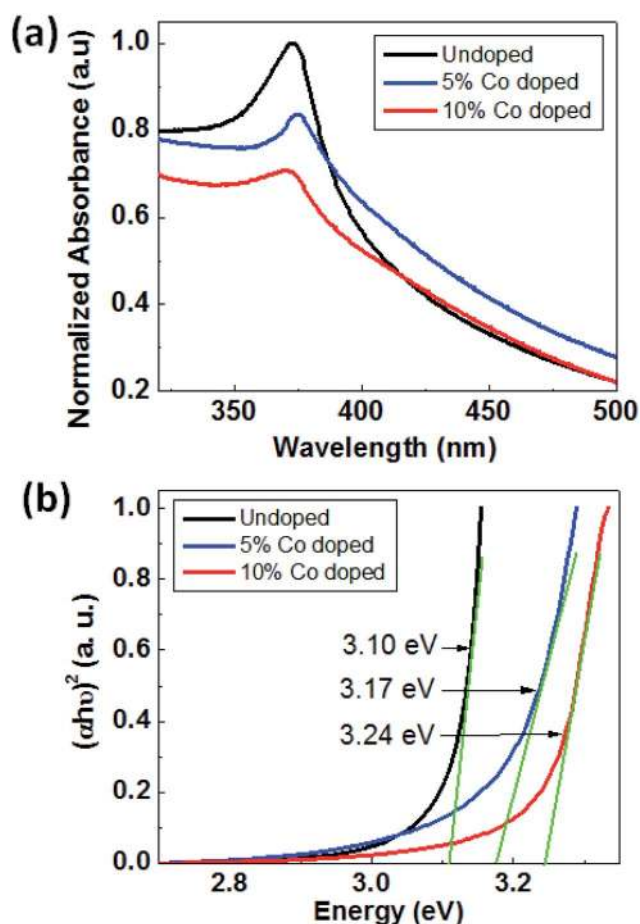 (a)
Normalized Absorbance (a.u)
1.0
0.8
0.6
0.4
0.2
Undoped
5% Co doped
10% Co doped
350
400
450
500
Wavelength (nm)
(b)
(αhυ)² (a. u.)
1.0
0.8
0.6
0.4
0.2
0.0
Undoped
5% Co doped
10% Co doped
3.10 eV
3.17 eV
3.24 eV
2.8
3.0
3.2
Energy (eV)